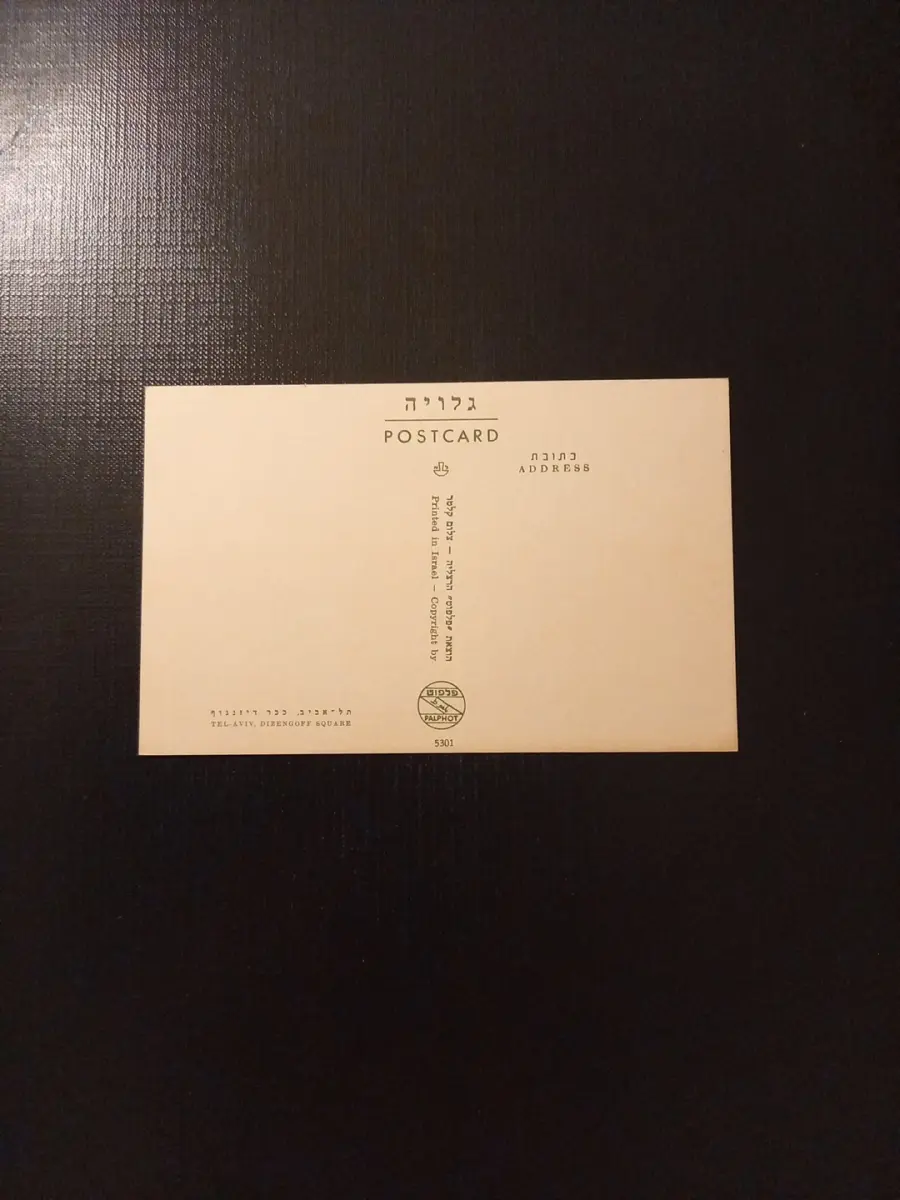 גלויה
POSTCARD
כתובת
ADDRESS
הוצאת "פלפוט" הרצליה — צלום קלטר
Printed in Israel – Copyright by
פלפוט
PALPHOT
5301
תל-אביב, ככר דיזנגוף
TEL-AVIV, DIZENGOFF SQUARE